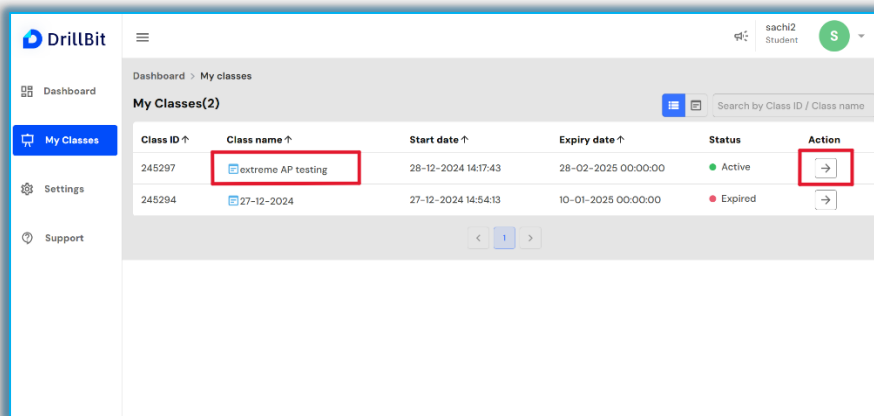 DrillBit
sachi2
Student
S
Dashboard > My classes
Dashboard
My Classes(2)
Search by Class ID / Class name
My Classes
Class ID ↑ Class name ↑ Start date ↑ Expiry date ↑ Status Action
245297 extreme AP testing 28-12-2024 14:17:43 28-02-2025 00:00:00 Active
Settings
245294 27-12-2024 27-12-2024 14:54:13 10-01-2025 00:00:00 Expired
Support
< 1 >